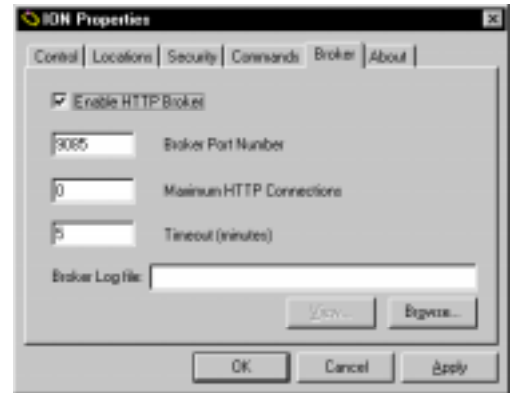 ION Properties
Control Locations Security Commands Broker About
Enable HTTP Broker
9085 Broker Port Number
0 Maximum HTTP Connections
5 Timeout (minutes)
Broker Log file:
View... Browse...
OK Cancel Apply